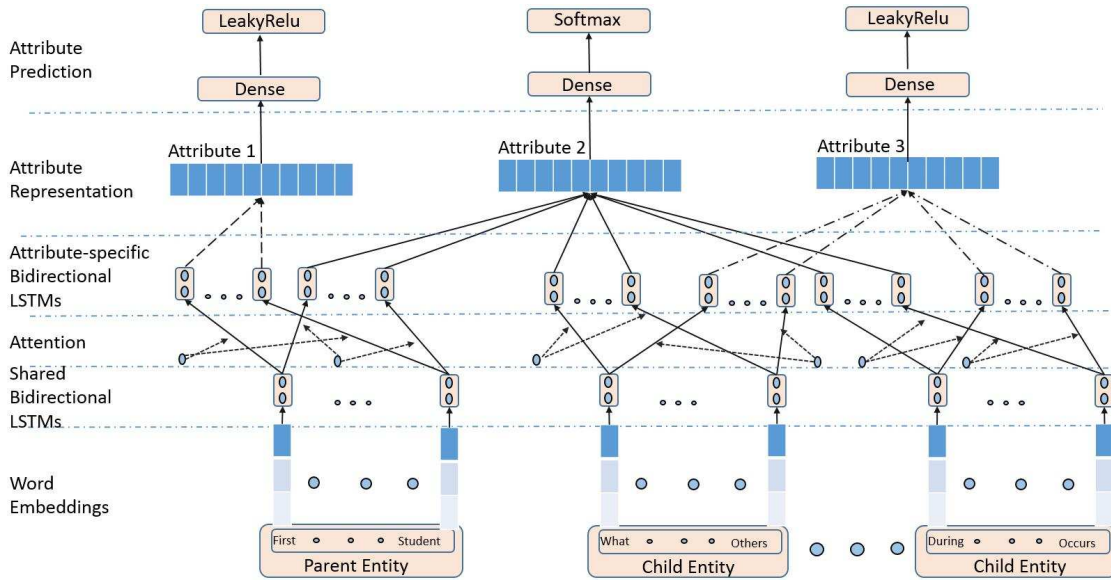 LeakyRelu
Softmax
LeakyRelu
Attribute
Prediction
Dense
Dense
Dense
Attribute 1
Attribute 2
Attribute 3
Attribute
Representation
Attribute-specific
Bidirectional
LSTMs
Attention
Shared
Bidirectional
LSTMs
Word
Embeddings
First
Student
What
Others
During
Occurs
Parent Entity
Child Entity
Child Entity